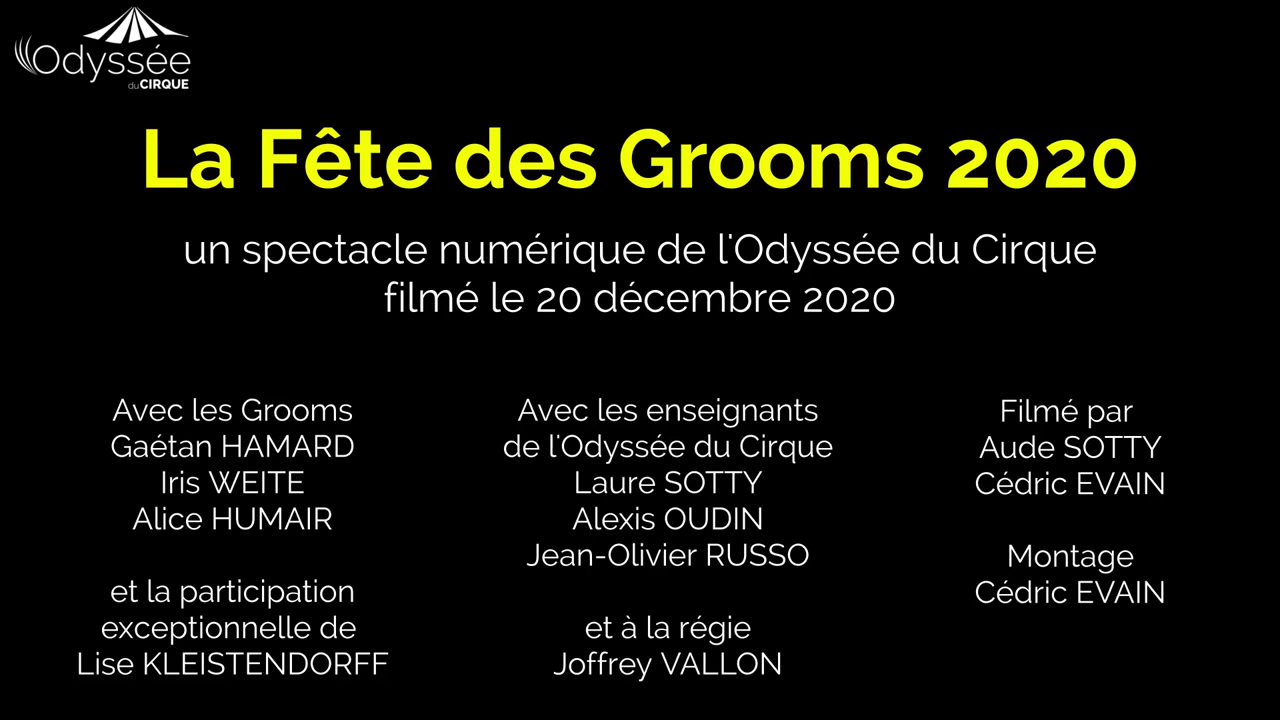 Odyssée
du CIRQUE
La Fête des Grooms 2020
un spectacle numérique de l'Odyssée du Cirque
filmé le 20 décembre 2020
Avec les Grooms
Gaétan HAMARD
Iris WEITE
Alice HUMAIR
et la participation
exceptionnelle de
Lise KLEISTENDORFF
Avec les enseignants
de l'Odyssée du Cirque
Laure SOTTY
Alexis OUDIN
Jean-Olivier RUSSO
et à la régie
Joffrey VALLON
Filmé par
Aude SOTTY
Cédric EVAIN
Montage
Cédric EVAIN